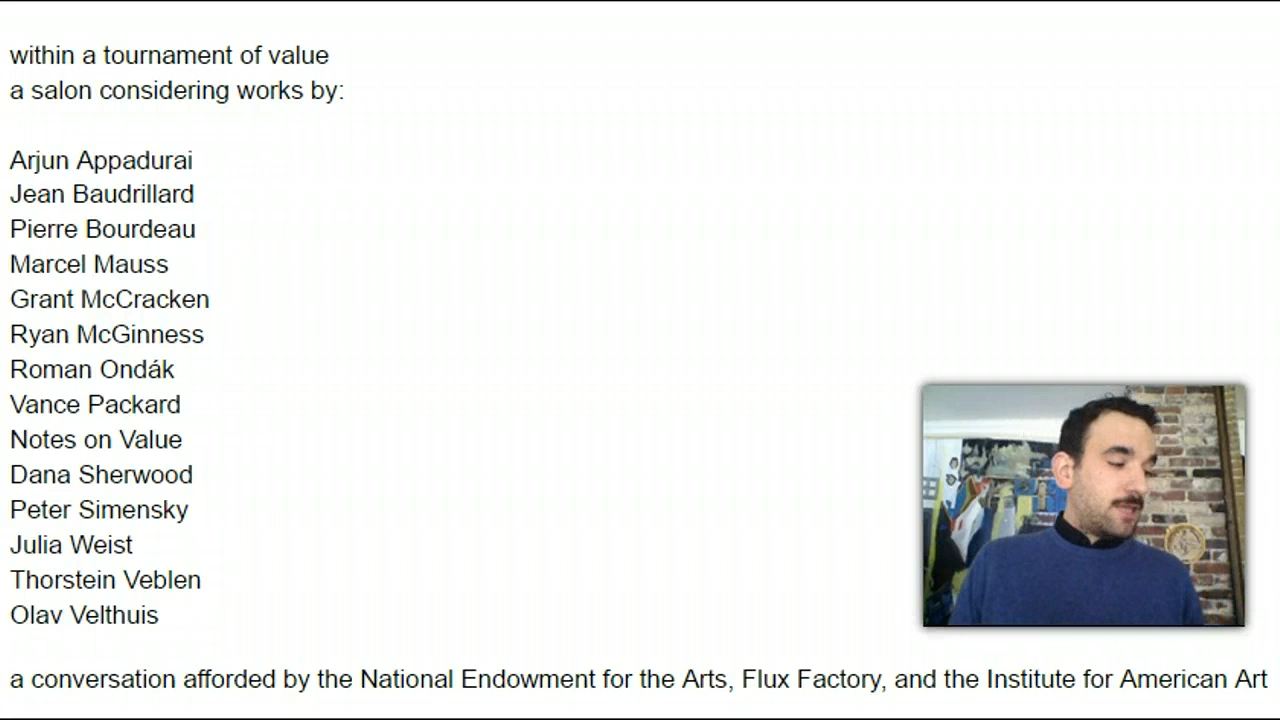 within a tournament of value
a salon considering works by:
Arjun Appadurai
Jean Baudrillard
Pierre Bourdeau
Marcel Mauss
Grant McCracken
Ryan McGinness
Roman Ondák
Vance Packard
Notes on Value
Dana Sherwood
Peter Simensky
Julia Weist
Thorstein Veblen
Olav Velthuis
a conversation afforded by the National Endowment for the Arts, Flux Factory, and the Institute for American Art